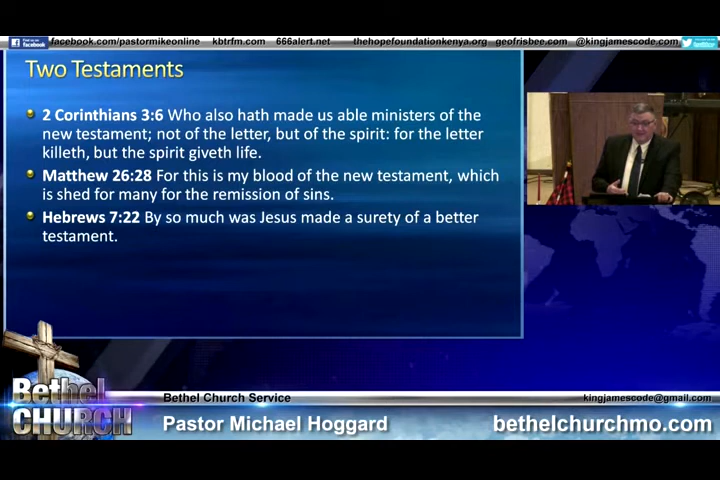 Find us on facebook facebook.com/pastormikeonline kbtrfm.com 666alert.net thehopefoundationkenya.org geofrisbee.com @kingjamescode.com twitter
Two Testaments
2 Corinthians 3:6 Who also hath made us able ministers of the
new testament; not of the letter, but of the spirit: for the letter
killeth, but the spirit giveth life.
Matthew 26:28 For this is my blood of the new testament, which
is shed for many for the remission of sins.
Hebrews 7:22 By so much was Jesus made a surety of a better
testament.
Bethel
CHURCH
Bethel Church Service kingjamescode@gmail.com
Pastor Michael Hoggard bethelchurchmo.com